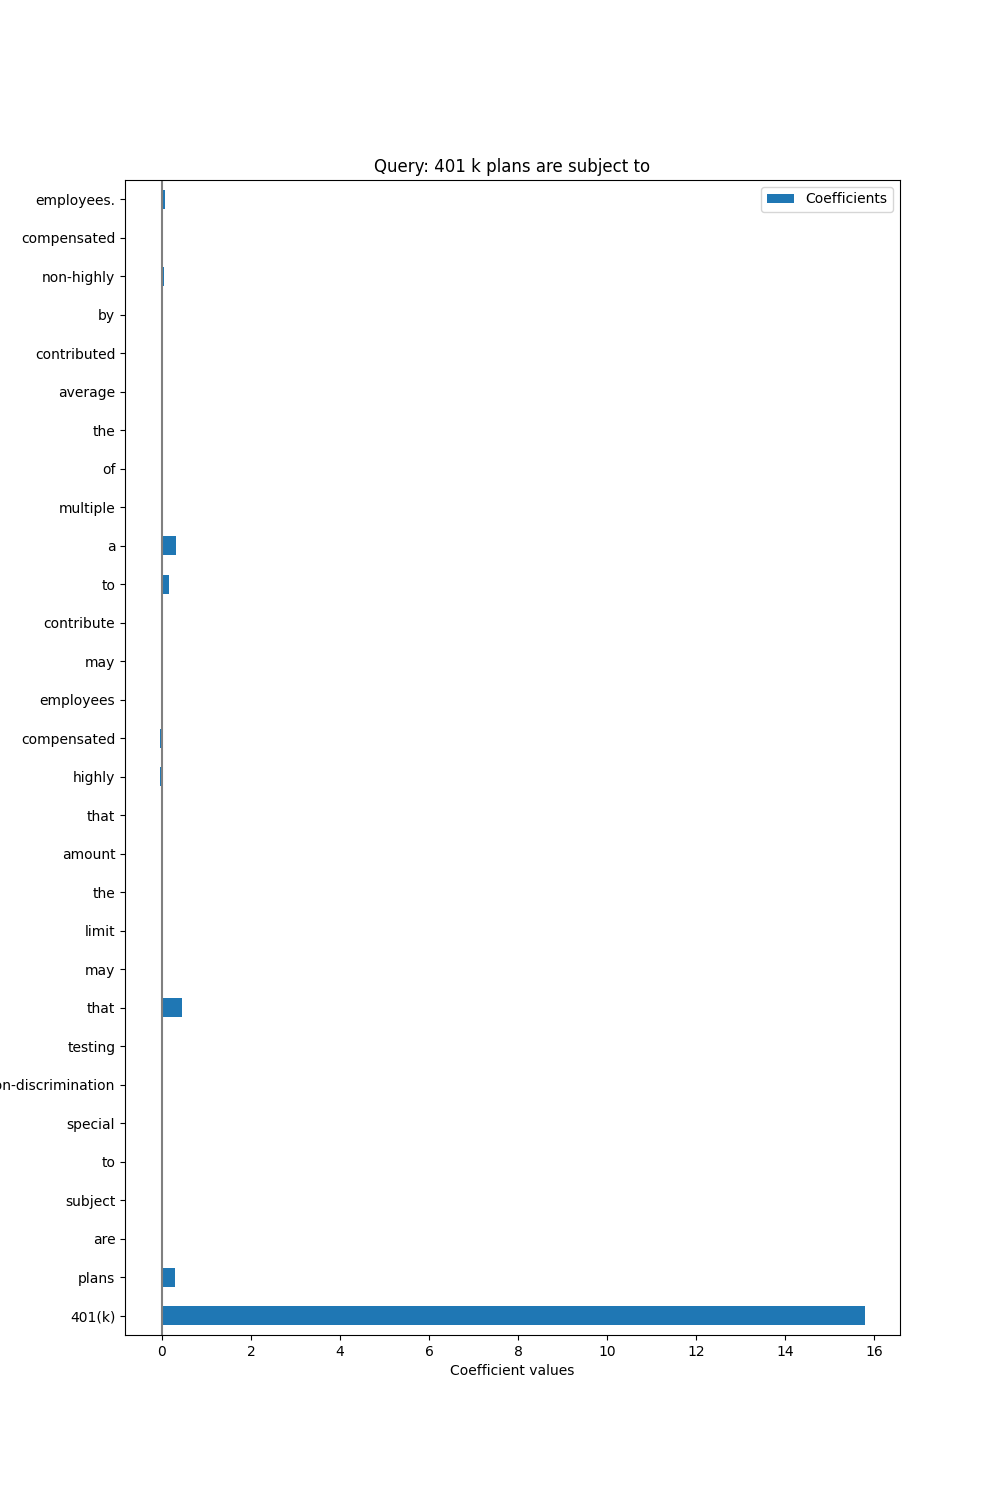 Query: 401 k plans are subject to
Coefficients
employees.
compensated
non-highly
by
contributed
average
the
of
multiple
a
to
contribute
may
employees
compensated
highly
that
amount
the
limit
may
that
testing
on-discrimination
special
to
subject
are
plans
401(k)
0 2 4 6 8 10 12 14 16
Coefficient values